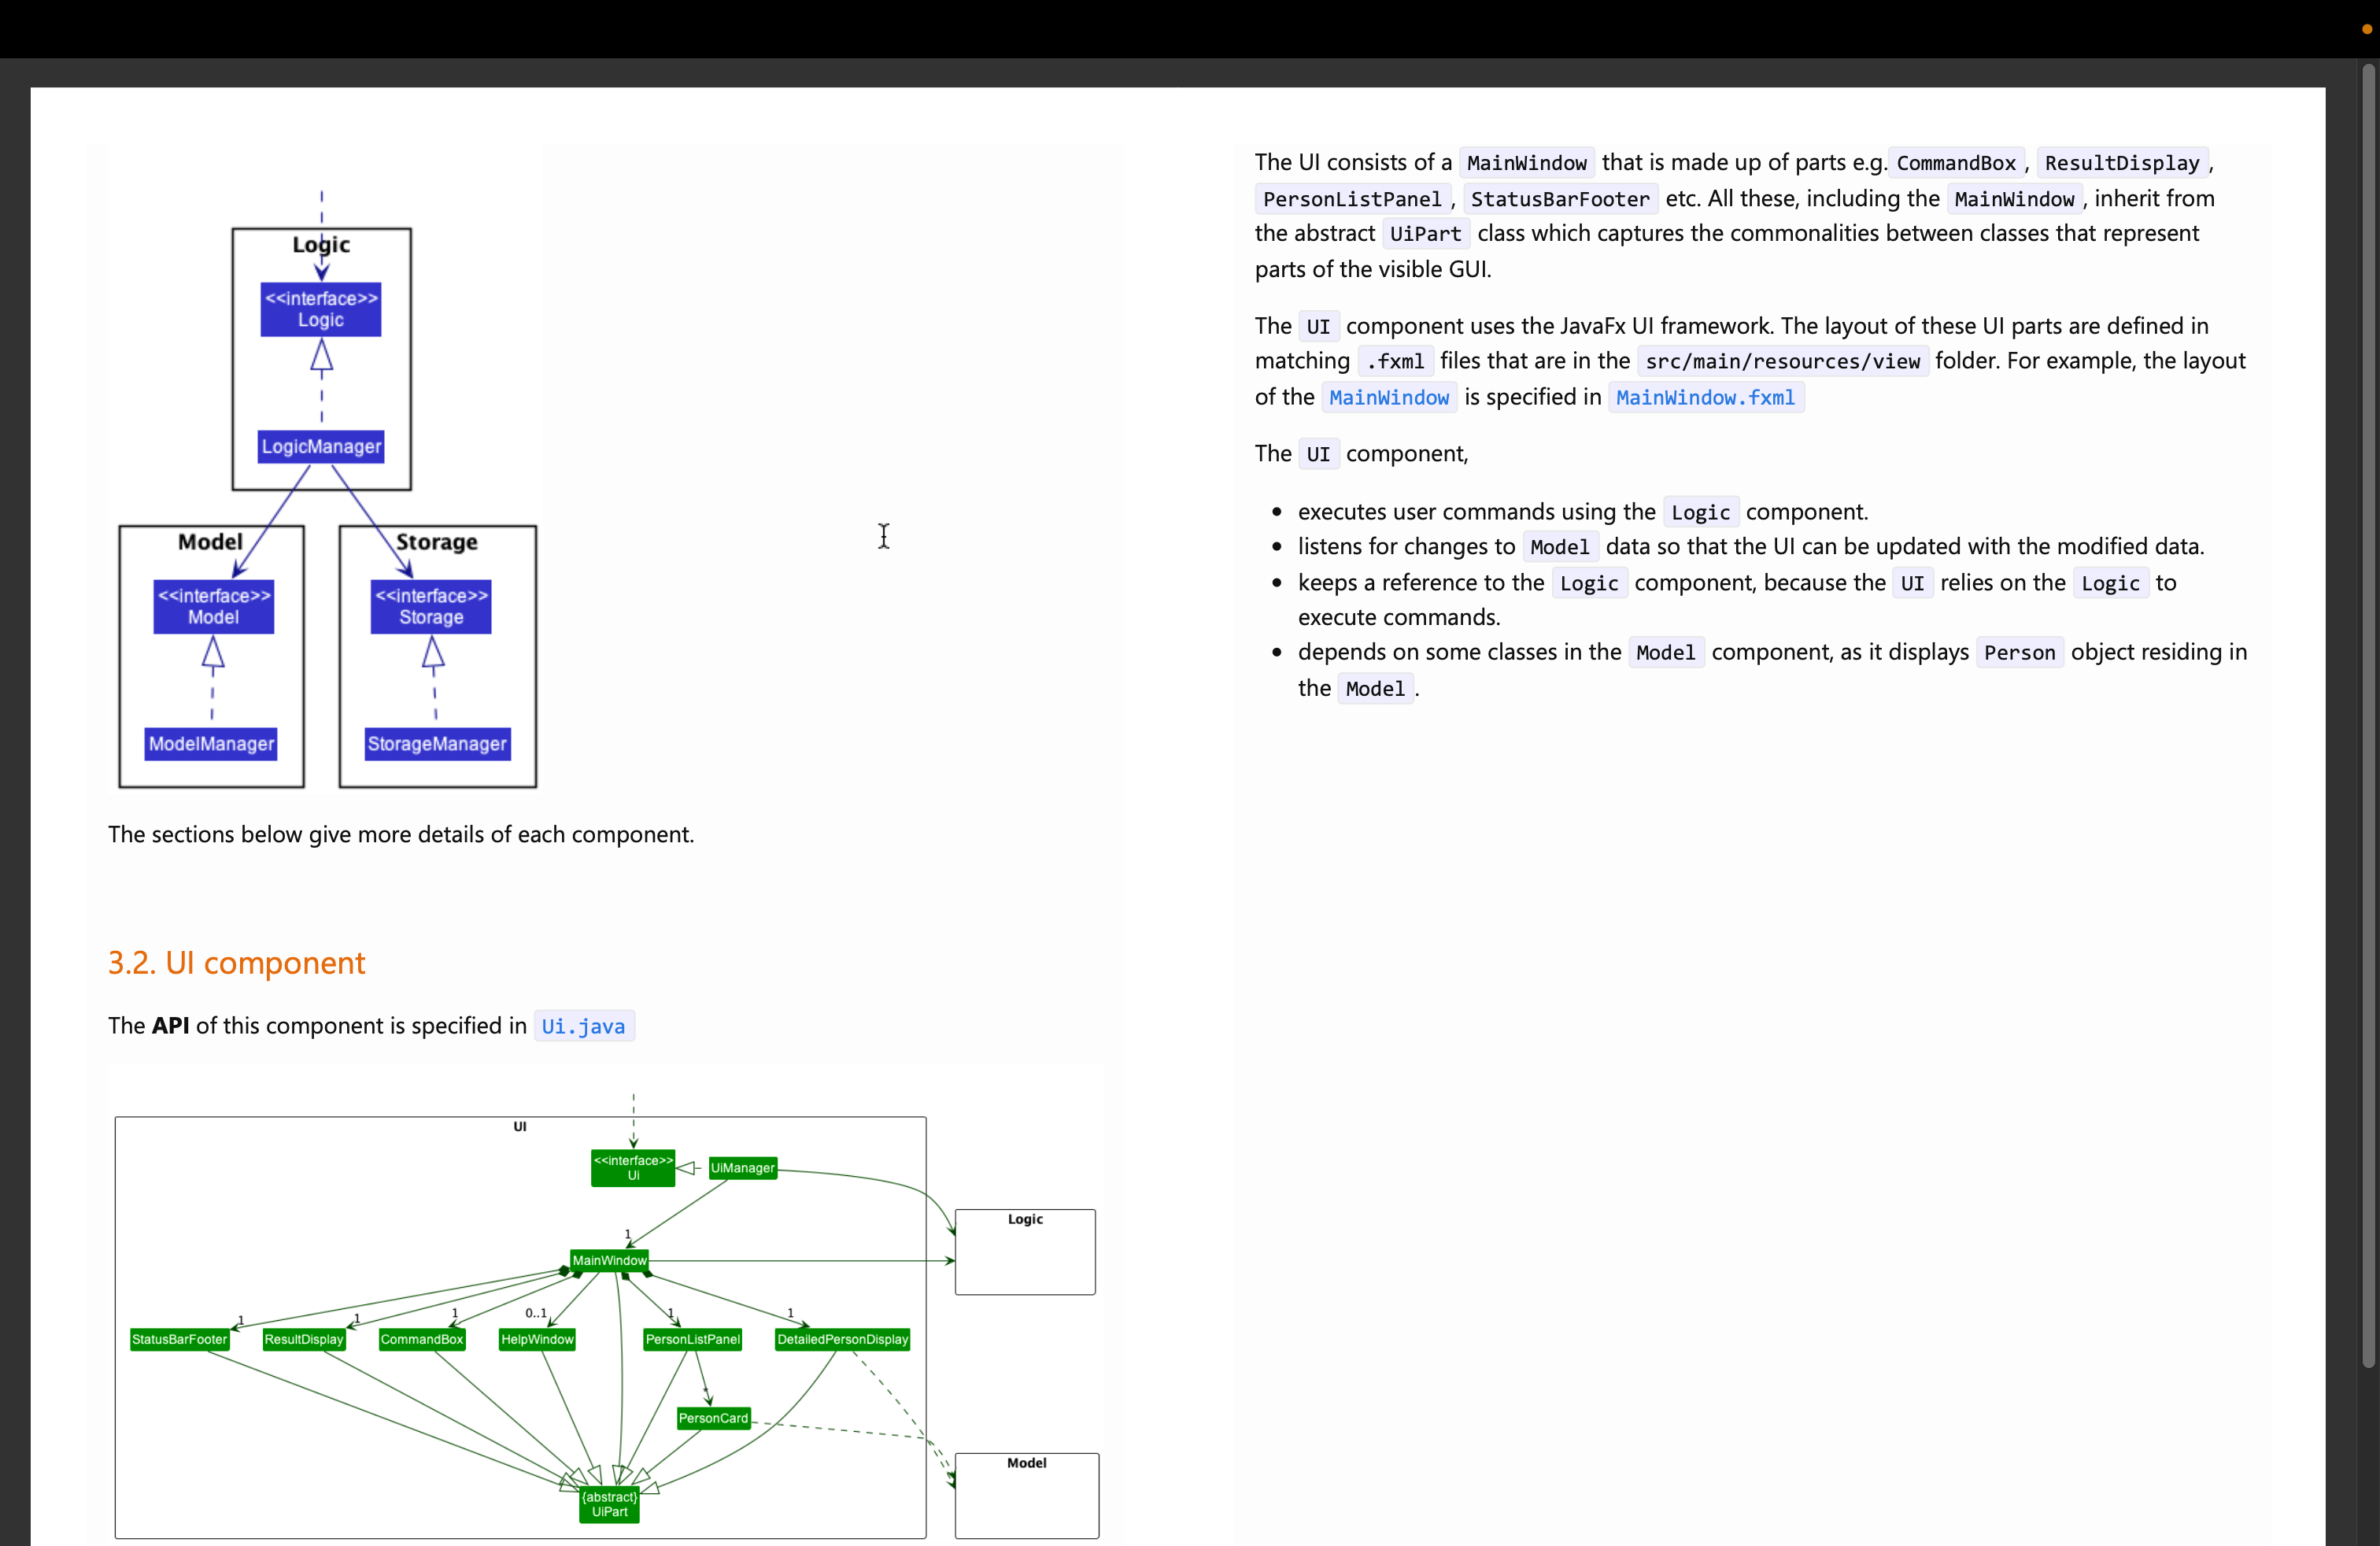 Logic
<<interface>>
Logic
LogicManager
Model
Storage
<<interface>>
Model
<<interface>>
Storage
ModelManager
StorageManager
The sections below give more details of each component.
3.2. UI component
The API of this component is specified in Ui.java
UI
<<interface>>
Ui
UiManager
Logic
1
MainWindow
1
1
1
0..1
1
1
StatusBarFooter
ResultDisplay
CommandBox
HelpWindow
PersonListPanel
DetailedPersonDisplay
*
PersonCard
Model
{abstract}
UiPart
The UI consists of a MainWindow that is made up of parts e.g.CommandBox, ResultDisplay,
PersonListPanel, StatusBarFooter etc. All these, including the MainWindow, inherit from
the abstract UiPart class which captures the commonalities between classes that represent
parts of the visible GUI.
The UI component uses the JavaFx UI framework. The layout of these UI parts are defined in
matching .fxml files that are in the src/main/resources/view folder. For example, the layout
of the MainWindow is specified in MainWindow.fxml
The UI component,
• executes user commands using the Logic component.
• listens for changes to Model data so that the UI can be updated with the modified data.
• keeps a reference to the Logic component, because the UI relies on the Logic to
execute commands.
• depends on some classes in the Model component, as it displays Person object residing in
the Model.